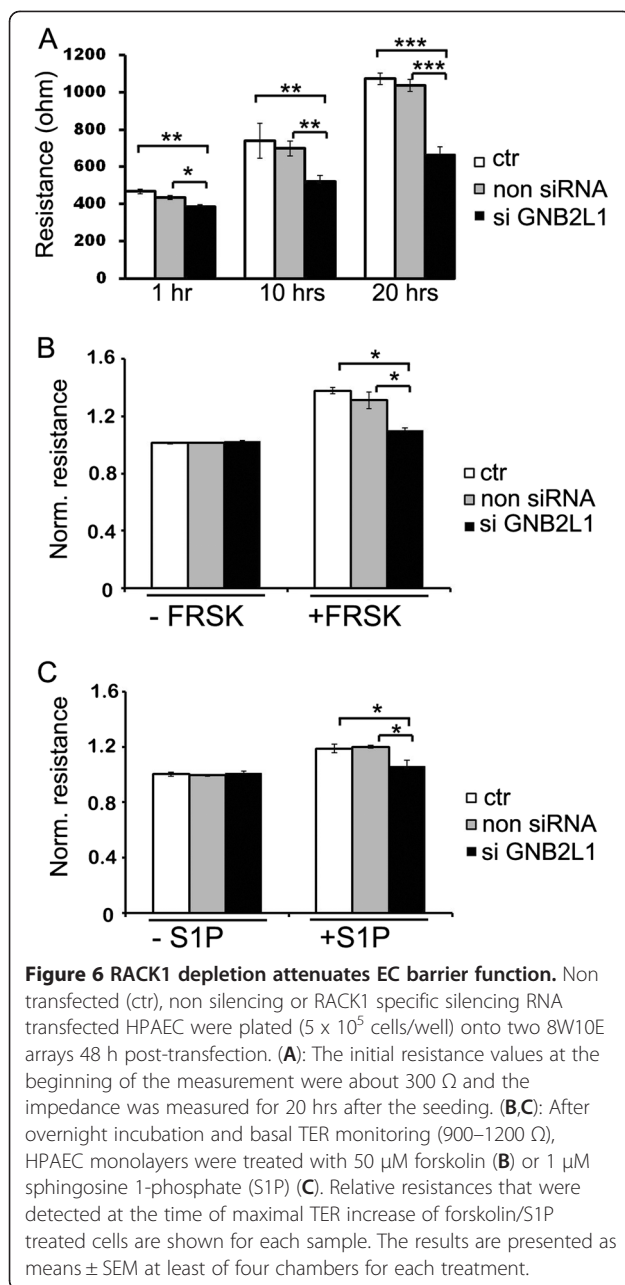 A
1200
1000
800
600
400
200
0
Resistance (ohm)
**
*
**
**
***
***
1 hr 10 hrs 20 hrs
ctr
non siRNA
si GNB2L1
B
1.6
1.2
1.0
0.4
0
Norm. resistance
*
*
- FRSK +FRSK
ctr
non siRNA
si GNB2L1
C
1.6
1.2
1.0
0.4
0
Norm. resistance
*
*
- S1P +S1P
ctr
non siRNA
si GNB2L1
Figure 6 RACK1 depletion attenuates EC barrier function. Non
transfected (ctr), non silencing or RACK1 specific silencing RNA
transfected HPAEC were plated (5 x 10⁵ cells/well) onto two 8W10E
arrays 48 h post-transfection. (A): The initial resistance values at the
beginning of the measurement were about 300 Ω and the
impedance was measured for 20 hrs after the seeding. (B,C): After
overnight incubation and basal TER monitoring (900–1200 Ω),
HPAEC monolayers were treated with 50 μM forskolin (B) or 1 μM
sphingosine 1-phosphate (S1P) (C). Relative resistances that were
detected at the time of maximal TER increase of forskolin/S1P
treated cells are shown for each sample. The results are presented as
means ± SEM at least of four chambers for each treatment.